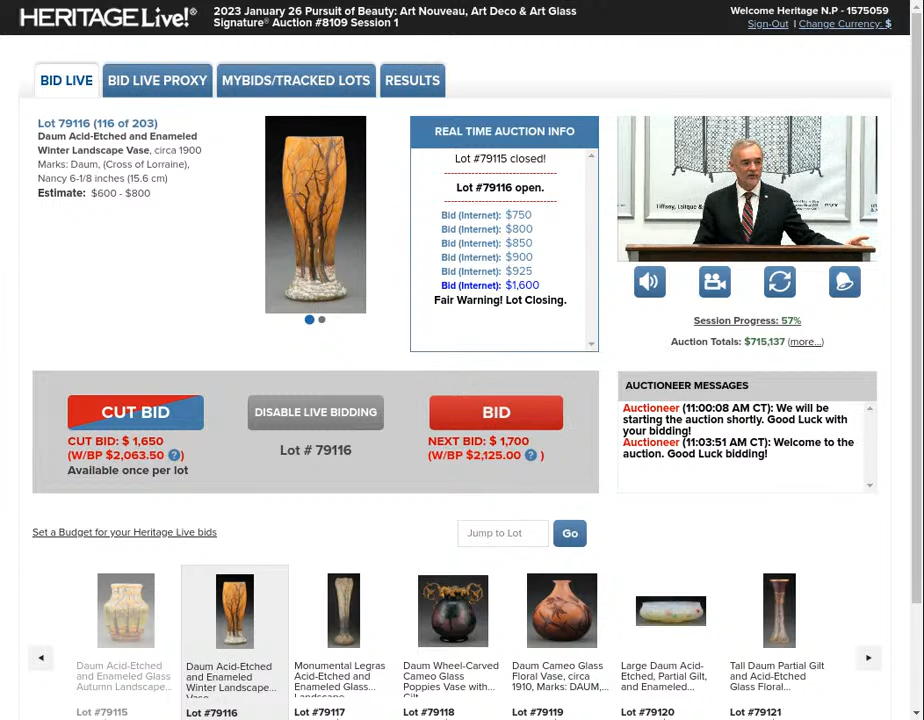 HERITAGE Live!®
2023 January 26 Pursuit of Beauty: Art Nouveau, Art Deco & Art Glass
Signature® Auction #8109 Session 1
Welcome Heritage N.P - 1575059
Sign-Out | Change Currency: $
BID LIVE
BID LIVE PROXY
MYBIDS/TRACKED LOTS
RESULTS
Lot 79116 (116 of 203)
Daum Acid-Etched and Enameled
Winter Landscape Vase, circa 1900
Marks: Daum, (Cross of Lorraine),
Nancy 6-1/8 inches (15.6 cm)
Estimate: $600 - $800
REAL TIME AUCTION INFO
Lot #79115 closed!
Lot #79116 open.
Bid (Internet): $750
Bid (Internet): $800
Bid (Internet): $850
Bid (Internet): $900
Bid (Internet): $925
Bid (Internet): $1,600
Fair Warning! Lot Closing.
Session Progress: 57%
Auction Totals: $715,137 (more...)
CUT BID
CUT BID: $ 1,650
(W/BP $2,063.50 ? )
Available once per lot
DISABLE LIVE BIDDING
Lot # 79116
BID
NEXT BID: $ 1,700
(W/BP $2,125.00 ? )
AUCTIONEER MESSAGES
Auctioneer (11:00:08 AM CT): We will be
starting the auction shortly. Good Luck with
your bidding!
Auctioneer (11:03:51 AM CT): Welcome to the
auction. Good Luck bidding!
Set a Budget for your Heritage Live bids
Jump to Lot
Go
Daum Acid-Etched
and Enameled Glass
Autumn Landscape...
Lot #79115
Daum Acid-Etched
and Enameled
Winter Landscape...
Vase
Lot #79116
Monumental Legras
Acid-Etched and
Enameled Glass...
Landscape
Lot #79117
Daum Wheel-Carved
Cameo Glass
Poppies Vase with...
Gilt
Lot #79118
Daum Cameo Glass
Floral Vase, circa
1910, Marks: DAUM,...
Lot #79119
Large Daum Acid-
Etched, Partial Gilt,
and Enameled...
Lot #79120
Tall Daum Partial Gilt
and Acid-Etched
Glass Floral...
Lot #79121